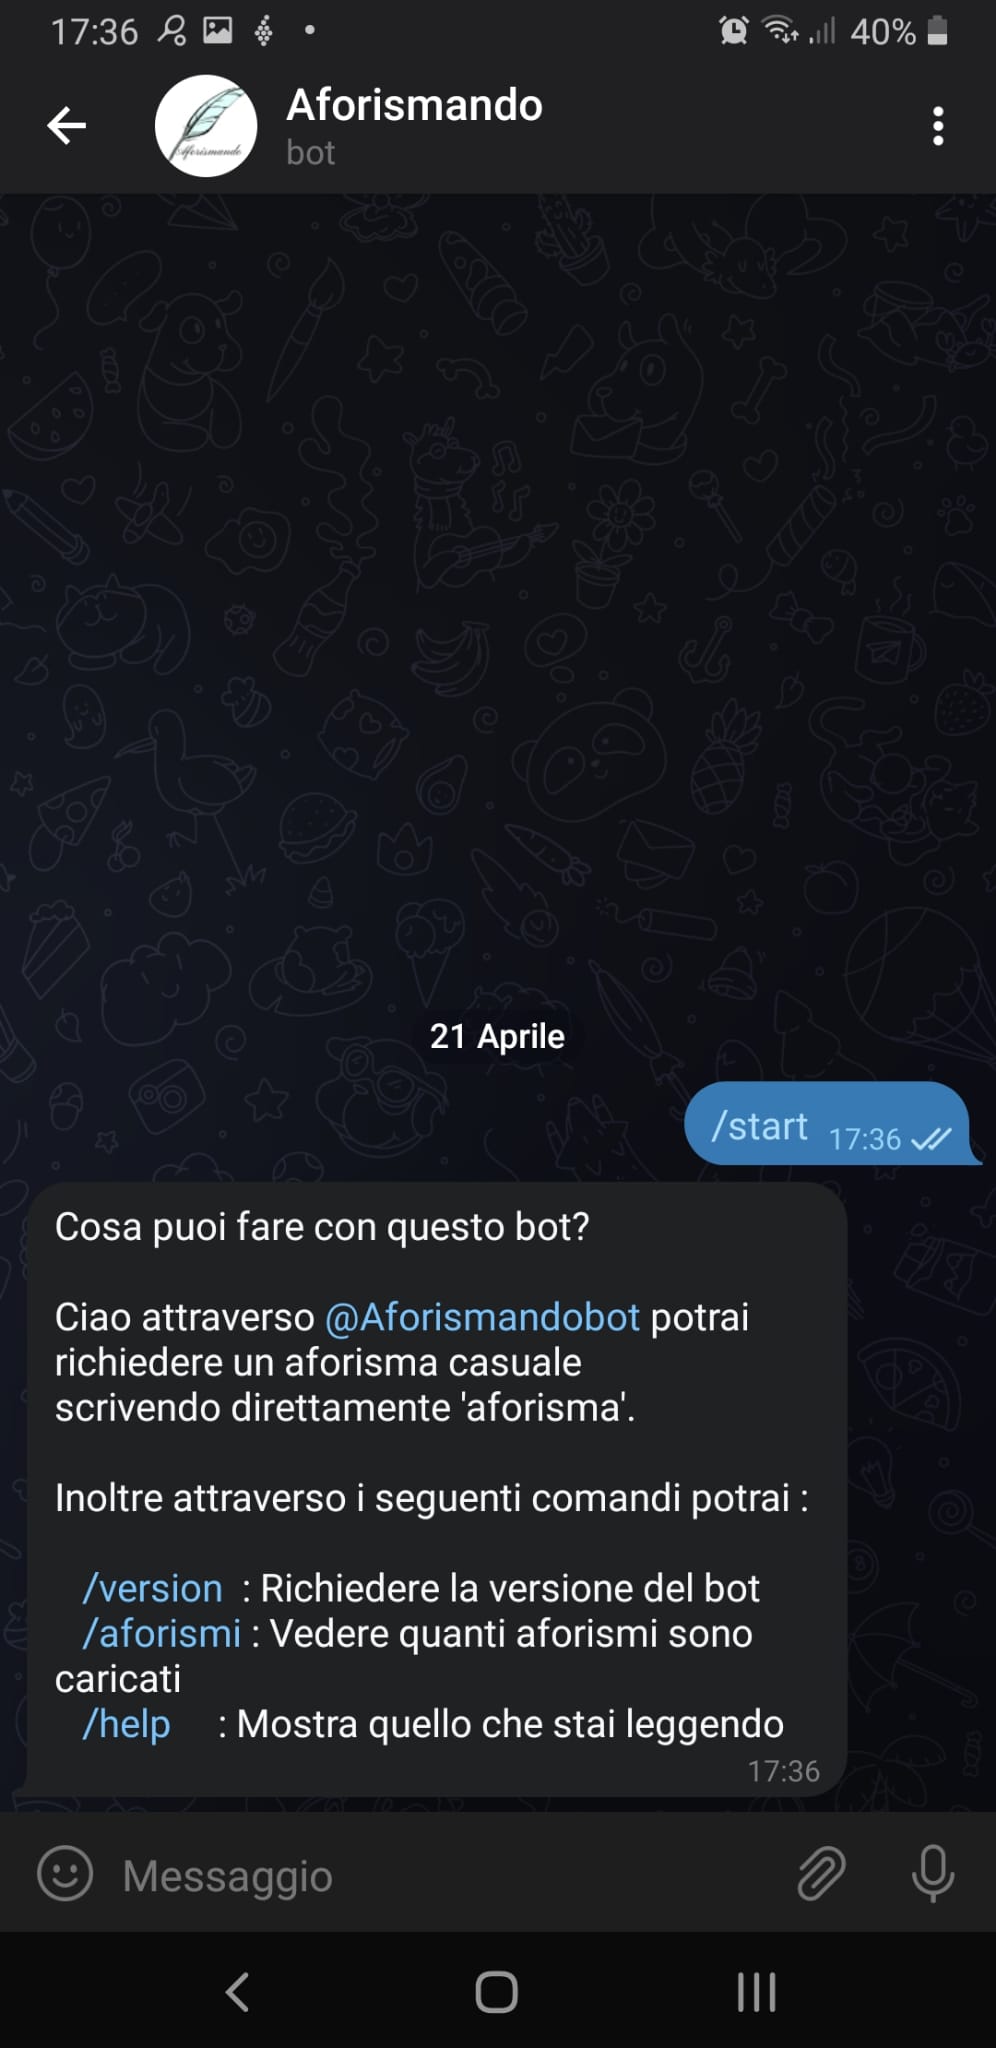 17:36
40%
Aforismando
Aforismando
bot
21 Aprile
/start 17:36
Cosa puoi fare con questo bot?
Ciao attraverso @Aforismandobot potrai
richiedere un aforisma casuale
scrivendo direttamente 'aforisma'.
Inoltre attraverso i seguenti comandi potrai :
/version : Richiedere la versione del bot
/aforismi : Vedere quanti aforismi sono
caricati
/help : Mostra quello che stai leggendo
17:36
Messaggio